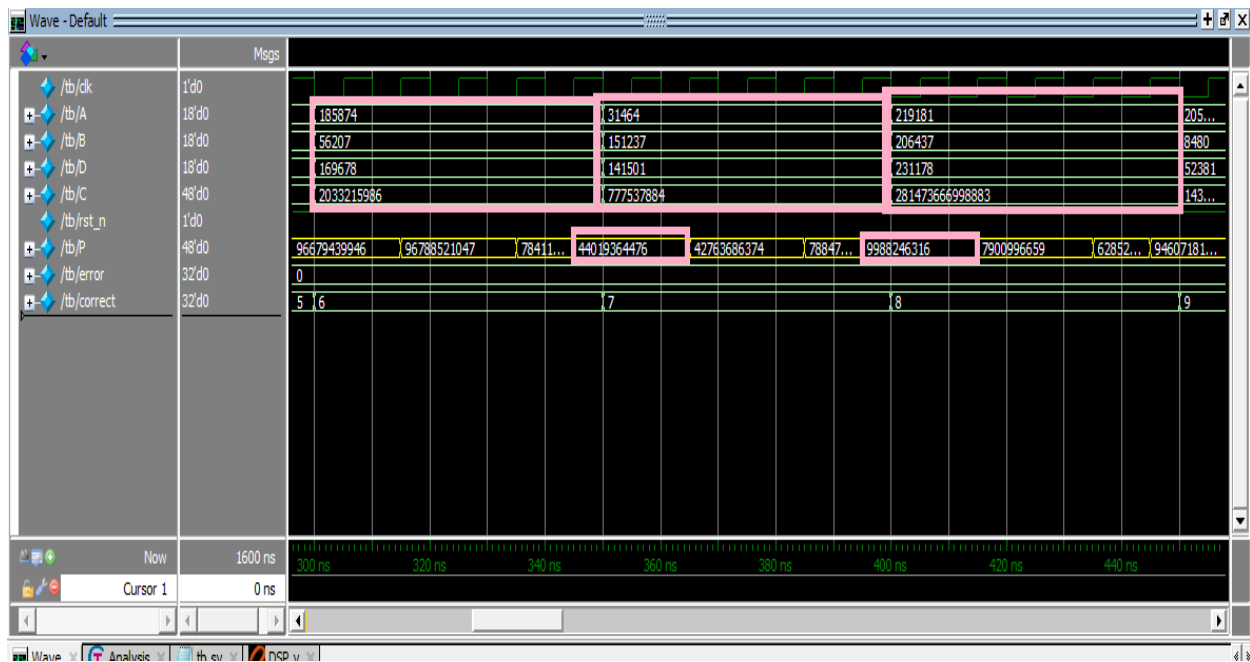 Wave - Default
Msgs
/tb/clk 1'd0
/tb/A 18'd0 185874 31464 219181 205...
/tb/B 18'd0 56207 151237 206437 8480
/tb/D 18'd0 169678 141501 231178 52381
/tb/C 48'd0 2033215986 777537884 281473666998883 143...
/tb/rst_n 1'd0
/tb/P 48'd0 96679439946 96788521047 78411... 44019364476 42763686374 78847... 9988246316 7900996659 62852... 94607181...
/tb/error 32'd0 0
/tb/correct 32'd0 5 6 7 8 9
Now 1600 ns 300 ns 320 ns 340 ns 360 ns 380 ns 400 ns 420 ns 440 ns
Cursor 1 0 ns
Wave Analysis tb.sv DSP.v